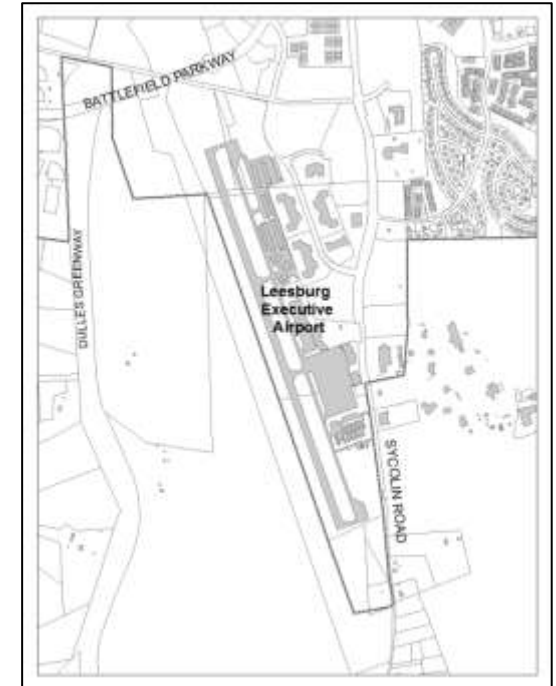 BATTLEFIELD PARKWAY
DULLES GREENWAY
Leesburg
Executive
Airport
SYCOLIN ROAD